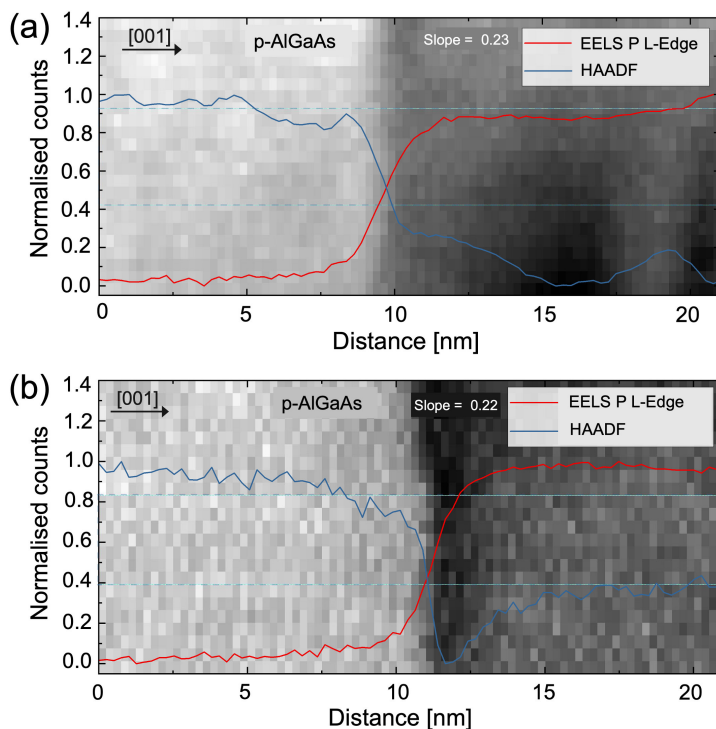 (a)
[001]
p-AlGaAs
Slope = 0.23
EELS P L-Edge
HAADF
Normalised counts
1.4
1.2
1.0
0.8
0.6
0.4
0.2
0.0
0 5 10 15 20
Distance [nm]
(b)
[001]
p-AlGaAs
Slope = 0.22
EELS P L-Edge
HAADF
Normalised counts
1.4
1.2
1.0
0.8
0.6
0.4
0.2
0.0
0 5 10 15 20
Distance [nm]